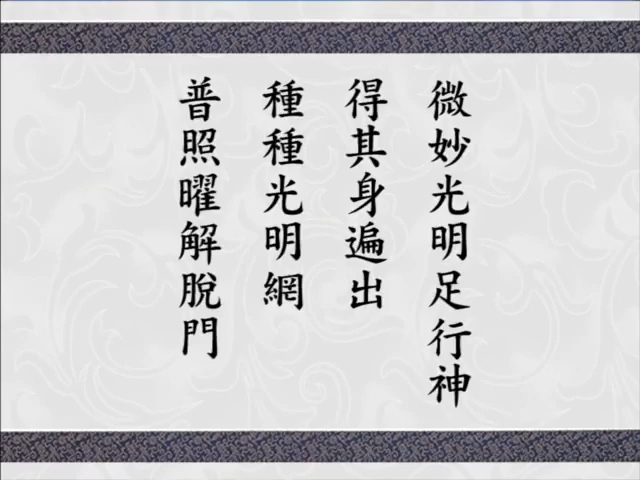 微妙光明足行神
得其身遍出
種種光明網
普照曜解脫門